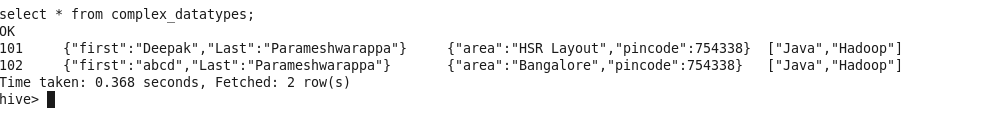 select * from complex_datatypes;
OK
101     {"first":"Deepak","Last":"Parameshwarappa"}     {"area":"HSR Layout","pincode":754338}  ["Java","Hadoop"]
102     {"first":"abcd","Last":"Parameshwarappa"}       {"area":"Bangalore","pincode":754338}   ["Java","Hadoop"]
Time taken: 0.368 seconds, Fetched: 2 row(s)
hive>